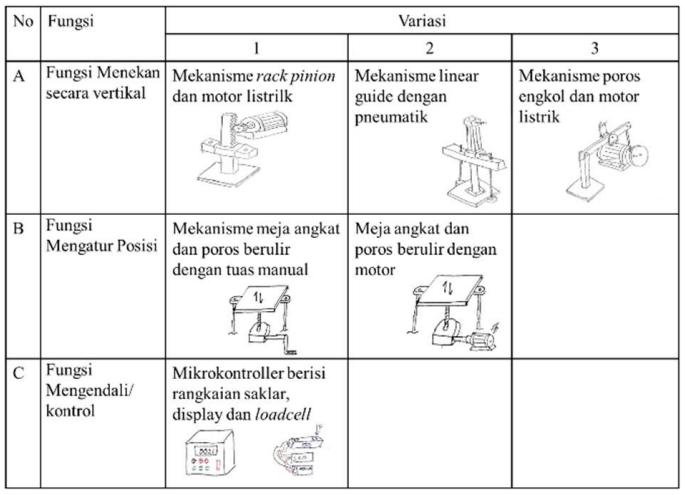 No Fungsi Variasi
1 2 3
A Fungsi Menekan
secara vertikal
Mekanisme rack pinion
dan motor listrilk
Mekanisme linear
guide dengan
pneumatik
Mekanisme poros
engkol dan motor
listrik
B Fungsi
Mengatur Posisi
Mekanisme meja angkat
dan poros berulir
dengan tuas manual
Meja angkat dan
poros berulir dengan
motor
C Fungsi
Mengendali/
kontrol
Mikrokontroller berisi
rangkaian saklar,
display dan loadcell